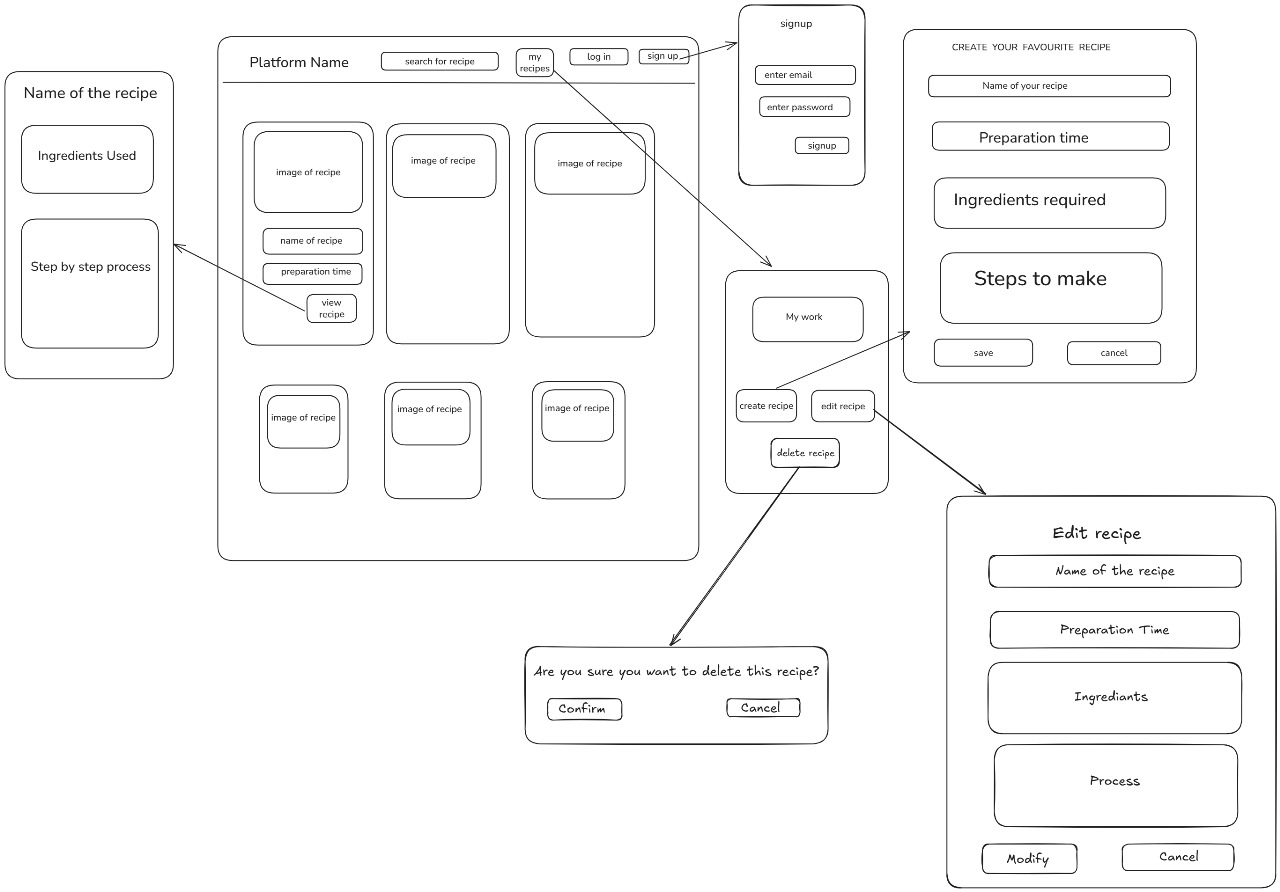 Name of the recipe
Ingredients Used
Step by step process
Platform Name
search for recipe
my
recipes
log in
sign up
image of recipe
name of recipe
preparation time
view
recipe
image of recipe
image of recipe
image of recipe
image of recipe
image of recipe
signup
enter email
enter password
signup
My work
create recipe
edit recipe
delete recipe
CREATE YOUR FAVOURITE RECIPE
Name of your recipe
Preparation time
Ingredients required
Steps to make
save
cancel
Are you sure you want to delete this recipe?
Confirm
Cancel
Edit recipe
Name of the recipe
Preparation Time
Ingrediants
Process
Modify
Cancel